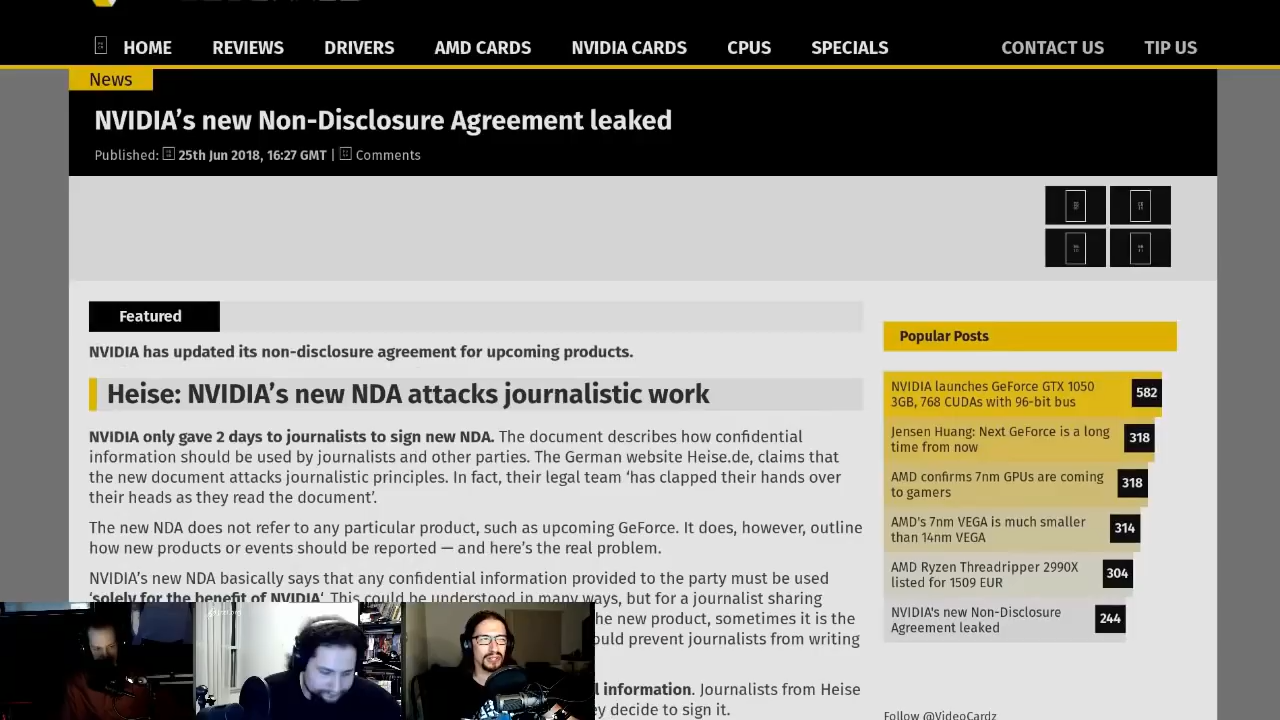 HOME REVIEWS DRIVERS AMD CARDS NVIDIA CARDS CPUS SPECIALS CONTACT US TIP US
News
NVIDIA’s new Non-Disclosure Agreement leaked
Published: 25th Jun 2018, 16:27 GMT | Comments
Featured
NVIDIA has updated its non-disclosure agreement for upcoming products.
Heise: NVIDIA’s new NDA attacks journalistic work
NVIDIA only gave 2 days to journalists to sign new NDA. The document describes how confidential
information should be used by journalists and other parties. The German website Heise.de, claims that
the new document attacks journalistic principles. In fact, their legal team ‘has clapped their hands over
their heads as they read the document’.
The new NDA does not refer to any particular product, such as upcoming GeForce. It does, however, outline
how new products or events should be reported — and here’s the real problem.
NVIDIA’s new NDA basically says that any confidential information provided to the party must be used
‘solely for the benefit of NVIDIA‘. This could be understood in many ways, but for a journalist sharing
he new product, sometimes it is the
ould prevent journalists from writing
l information. Journalists from Heise
ey decide to sign it.
Popular Posts
NVIDIA launches GeForce GTX 1050
3GB, 768 CUDAs with 96-bit bus
582
Jensen Huang: Next GeForce is a long
time from now
318
AMD confirms 7nm GPUs are coming
to gamers
318
AMD's 7nm VEGA is much smaller
than 14nm VEGA
314
AMD Ryzen Threadripper 2990X
listed for 1509 EUR
304
NVIDIA's new Non-Disclosure
Agreement leaked
244
Follow @VideoCardz